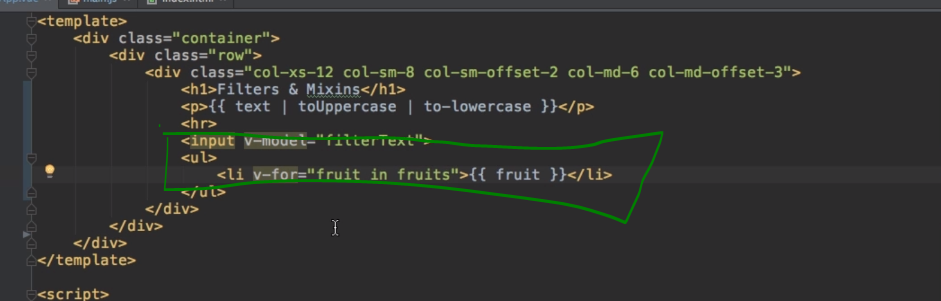 <template>
<div class="container">
<div class="row">
<div class="col-xs-12 col-sm-8 col-sm-offset-2 col-md-6 col-md-offset-3">
<h1>Filters & Mixins</h1>
<p>{{ text | toUppercase | to-lowercase }}</p>
<hr>
<input v-model="filterText">
<ul>
<li v-for="fruit in fruits">{{ fruit }}</li>
</ul>
</div>
</div>
</div>
</template>
<script>